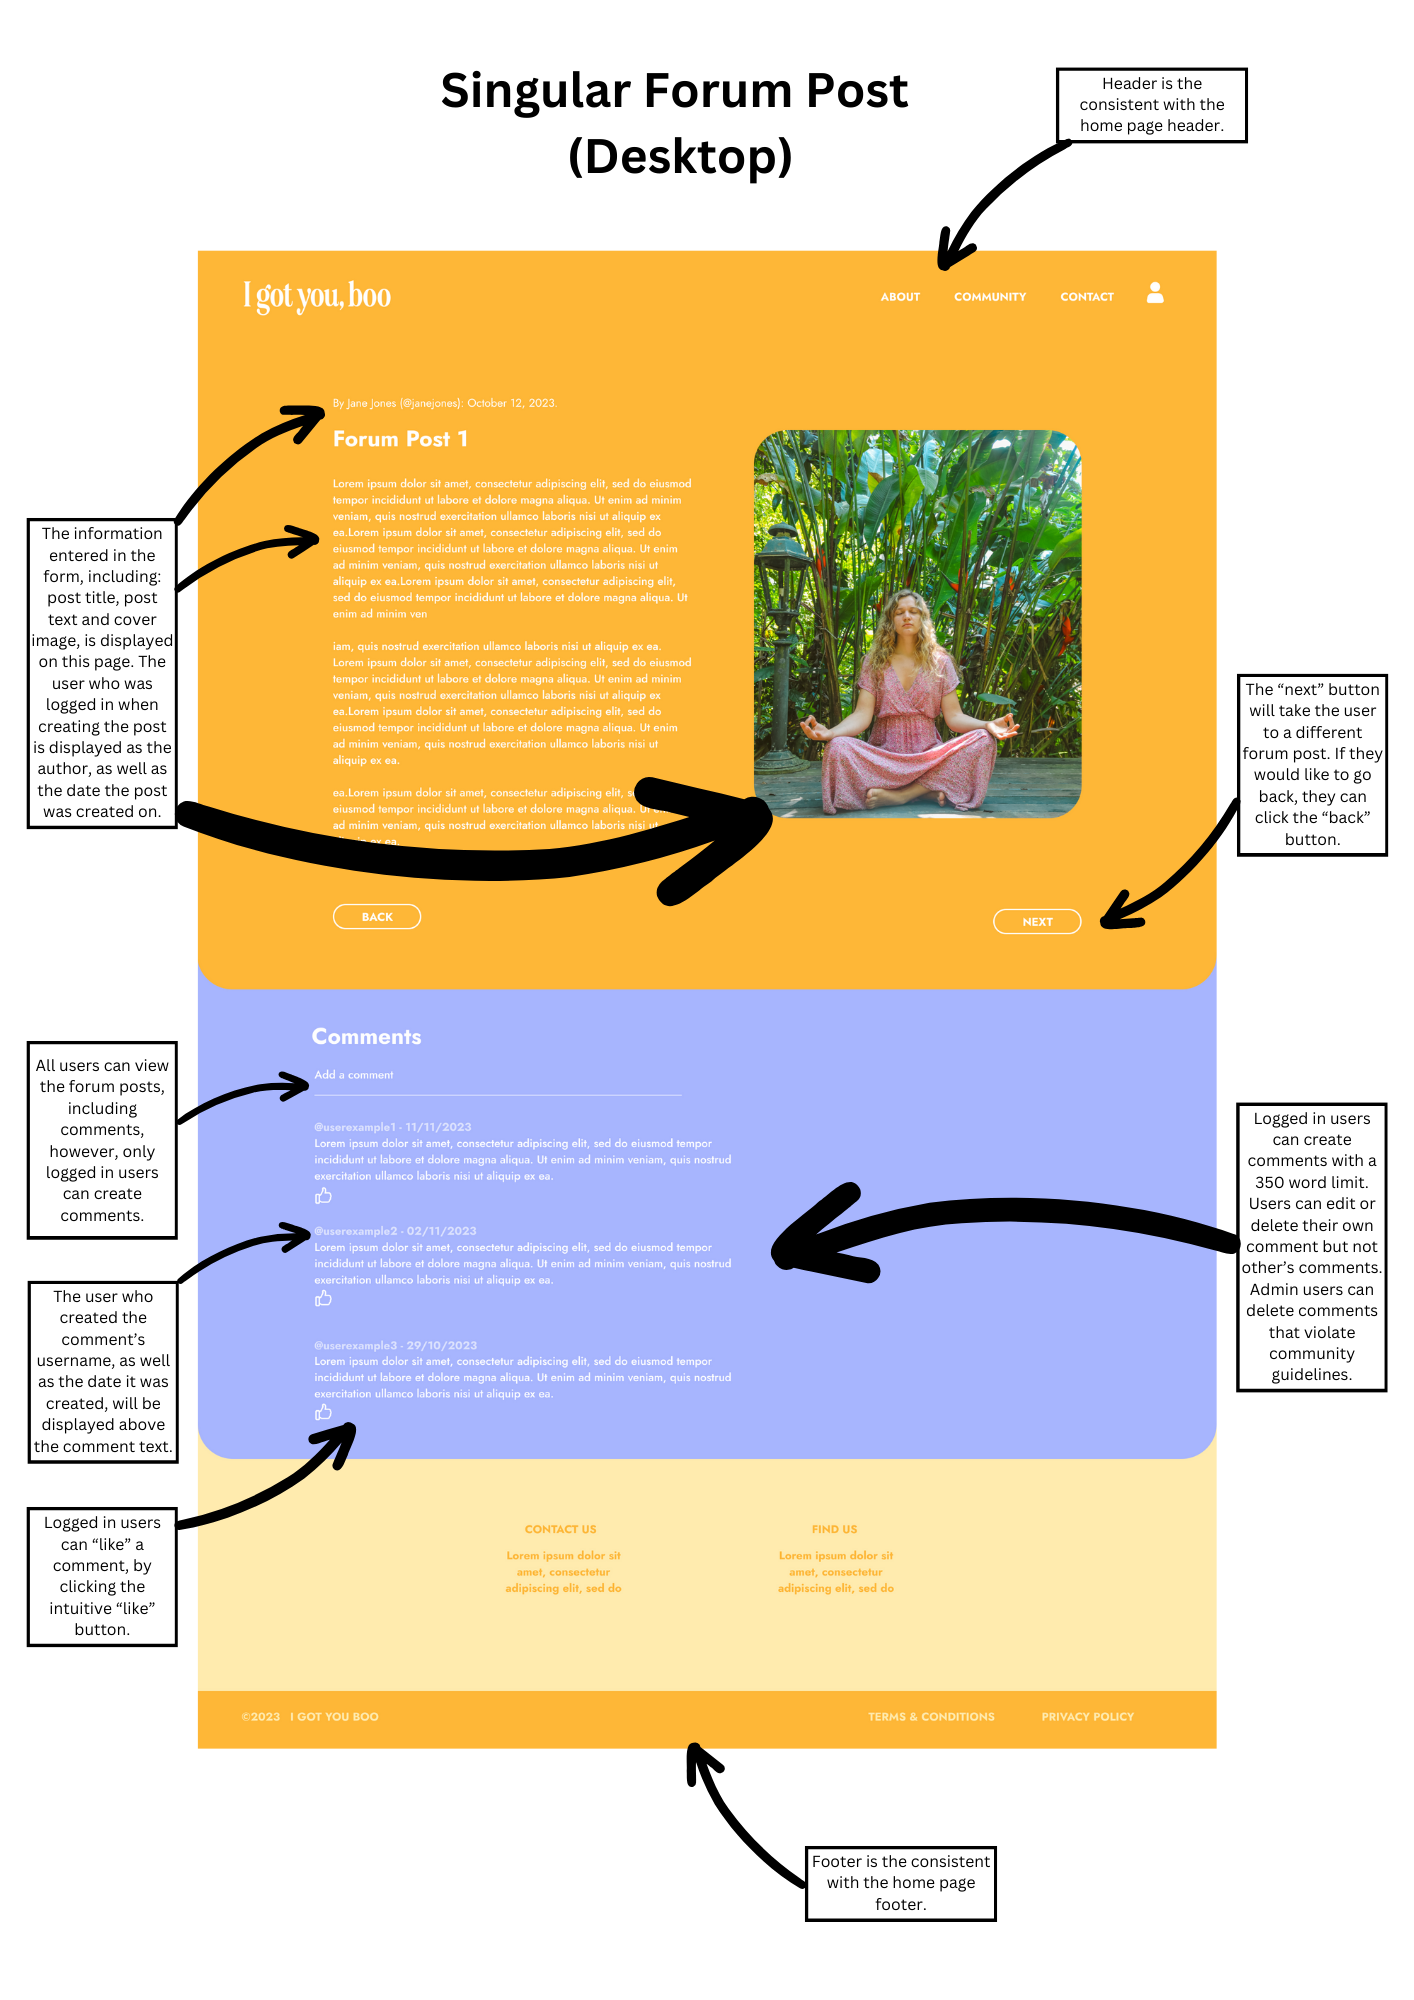 Singular Forum Post
(Desktop)
Header is the
consistent with the
home page header.
I got you, boo
ABOUT
COMMUNITY
CONTACT
By Jane Jones (@janejones): October 12, 2023.
Forum Post 1
Lorem ipsum dolor sit amet, consectetur adipiscing elit, sed do eiusmod
tempor incididunt ut labore et dolore magna aliqua. Ut enim ad minim
veniam, quis nostrud exercitation ullamco laboris nisi ut aliquip ex
ea.Lorem ipsum dolor sit amet, consectetur adipiscing elit, sed do
eiusmod tempor incididunt ut labore et dolore magna aliqua. Ut enim
ad minim veniam, quis nostrud exercitation ullamco laboris nisi ut
aliquip ex ea.Lorem ipsum dolor sit amet, consectetur adipiscing elit,
sed do eiusmod tempor incididunt ut labore et dolore magna aliqua. Ut
enim ad minim ven
iam, quis nostrud exercitation ullamco laboris nisi ut aliquip ex ea.
Lorem ipsum dolor sit amet, consectetur adipiscing elit, sed do eiusmod
tempor incididunt ut labore et dolore magna aliqua. Ut enim ad minim
veniam, quis nostrud exercitation ullamco laboris nisi ut aliquip ex
ea.Lorem ipsum dolor sit amet, consectetur adipiscing elit, sed do
eiusmod tempor incididunt ut labore et dolore magna aliqua. Ut enim
ad minim veniam, quis nostrud exercitation ullamco laboris nisi ut
aliquip ex ea.
ea.Lorem ipsum dolor sit amet, consectetur adipiscing elit,
eiusmod tempor incididunt ut labore et dolore magna aliqua.
ad minim veniam, quis nostrud exercitation ullamco laboris nisi ut
ex ea.
BACK
NEXT
The information
entered in the
form, including:
post title, post
text and cover
image, is displayed
on this page. The
user who was
logged in when
creating the post
is displayed as the
author, as well as
the date the post
was created on.
The “next” button
will take the user
to a different
forum post. If they
would like to go
back, they can
click the “back”
button.
Comments
Add a comment
@userexample1 - 11/11/2023
Lorem ipsum dolor sit amet, consectetur adipiscing elit, sed do eiusmod tempor
incididunt ut labore et dolore magna aliqua. Ut enim ad minim veniam, quis nostrud
exercitation ullamco laboris nisi ut aliquip ex ea.
@userexample2 - 02/11/2023
Lorem ipsum dolor sit amet, consectetur adipiscing elit, sed do eiusmod tempor
incididunt ut labore et dolore magna aliqua. Ut enim ad minim veniam, quis nostrud
exercitation ullamco laboris nisi ut aliquip ex ea.
@userexample3 - 29/10/2023
Lorem ipsum dolor sit amet, consectetur adipiscing elit, sed do eiusmod tempor
incididunt ut labore et dolore magna aliqua. Ut enim ad minim veniam, quis nostrud
exercitation ullamco laboris nisi ut aliquip ex ea.
All users can view
the forum posts,
including
comments,
however, only
logged in users
can create
comments.
The user who
created the
comment’s
username, as well
as the date it was
created, will be
displayed above
the comment text.
Logged in users
can “like” a
comment, by
clicking the
intuitive “like”
button.
Logged in users
can create
comments with a
350 word limit.
Users can edit or
delete their own
comment but not
other’s comments.
Admin users can
delete comments
that violate
community
guidelines.
CONTACT US
Lorem ipsum dolor sit
amet, consectetur
adipiscing elit, sed do
FIND US
Lorem ipsum dolor sit
amet, consectetur
adipiscing elit, sed do
©2023 I GOT YOU BOO
TERMS & CONDITIONS
PRIVACY POLICY
Footer is the consistent
with the home page
footer.